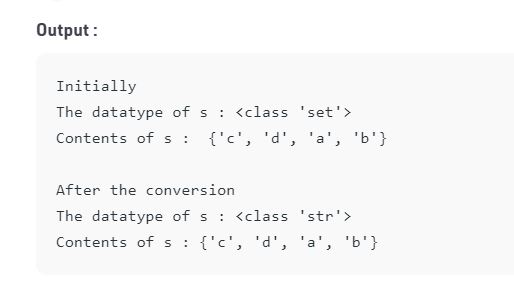 Output :
Initially
The datatype of s : <class 'set'>
Contents of s :  {'c', 'd', 'a', 'b'}
After the conversion
The datatype of s : <class 'str'>
Contents of s : {'c', 'd', 'a', 'b'}